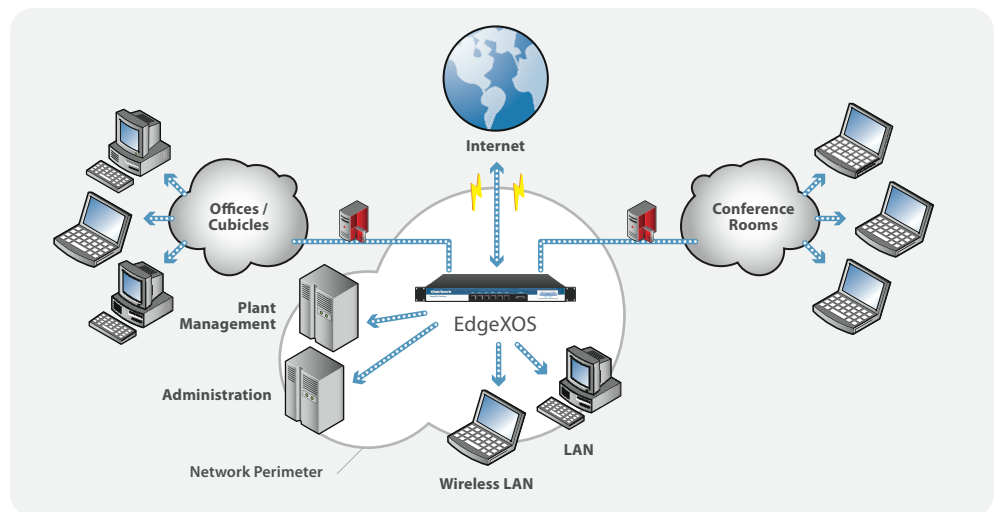 Internet
Offices /
Cubicles
Conference
Rooms
Plant
Management
EdgeXOS
Administration
LAN
Network Perimeter
Wireless LAN